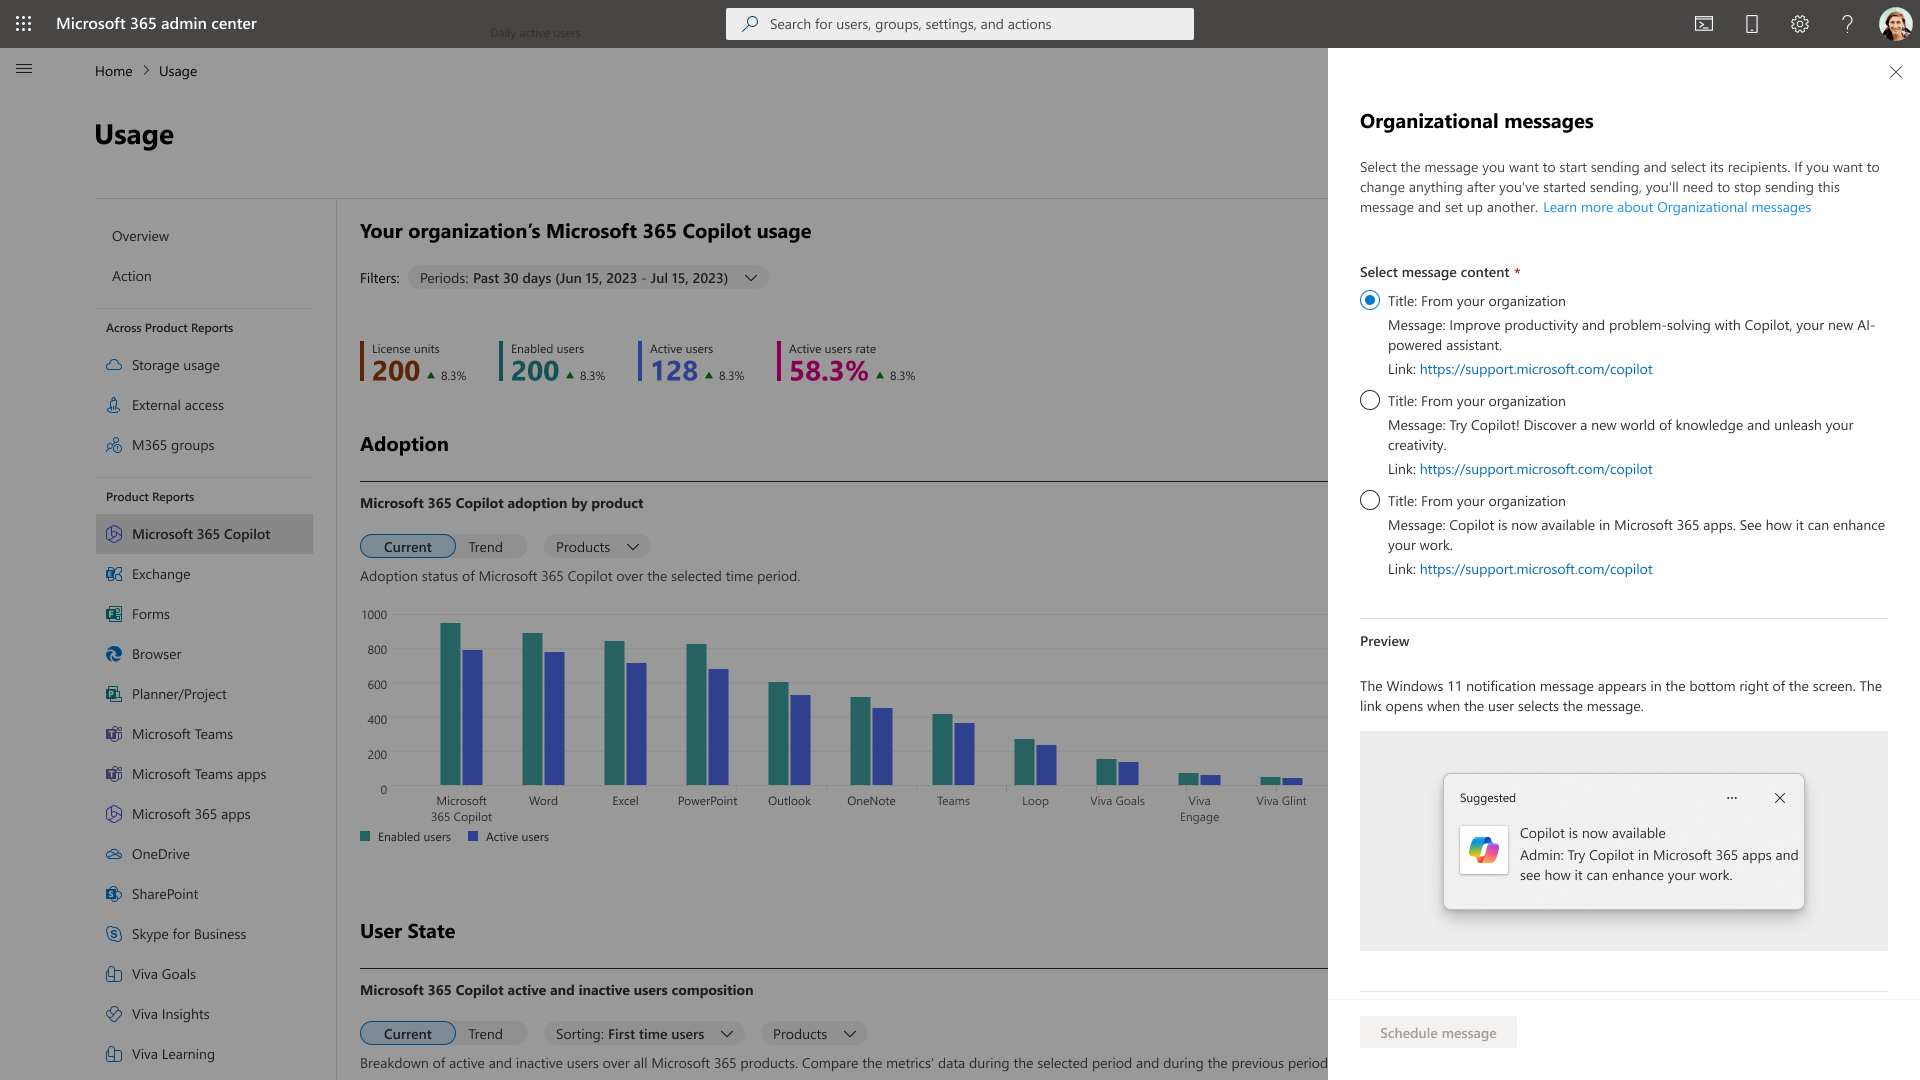 Microsoft 365 admin center
Daily active users
Search for users, groups, settings, and actions
Home > Usage
Usage
Overview
Action
Across Product Reports
Storage usage
External access
M365 groups
Product Reports
Microsoft 365 Copilot
Exchange
Forms
Browser
Planner/Project
Microsoft Teams
Microsoft Teams apps
Microsoft 365 apps
OneDrive
SharePoint
Skype for Business
Viva Goals
Viva Insights
Viva Learning
Your organization’s Microsoft 365 Copilot usage
Filters: Periods: Past 30 days (Jun 15, 2023 - Jul 15, 2023)
License units
200 ▲ 8.3%
Enabled users
200 ▲ 8.3%
Active users
128 ▲ 8.3%
Active users rate
58.3% ▲ 8.3%
Adoption
Microsoft 365 Copilot adoption by product
Current Trend Products
Adoption status of Microsoft 365 Copilot over the selected time period.
1000
800
600
400
200
0
Microsoft
365 Copilot
Word
Excel
PowerPoint
Outlook
OneNote
Teams
Loop
Viva Goals
Viva
Engage
Viva Glint
Enabled users Active users
User State
Microsoft 365 Copilot active and inactive users composition
Current Trend Sorting: First time users Products
Breakdown of active and inactive users over all Microsoft 365 products. Compare the metrics’ data during the selected period and during the previous period
Organizational messages
Select the message you want to start sending and select its recipients. If you want to
change anything after you've started sending, you'll need to stop sending this
message and set up another. Learn more about Organizational messages
Select message content *
Title: From your organization
Message: Improve productivity and problem-solving with Copilot, your new AI-
powered assistant.
Link: https://support.microsoft.com/copilot
Title: From your organization
Message: Try Copilot! Discover a new world of knowledge and unleash your
creativity.
Link: https://support.microsoft.com/copilot
Title: From your organization
Message: Copilot is now available in Microsoft 365 apps. See how it can enhance
your work.
Link: https://support.microsoft.com/copilot
Preview
The Windows 11 notification message appears in the bottom right of the screen. The
link opens when the user selects the message.
Suggested
Copilot is now available
Admin: Try Copilot in Microsoft 365 apps and
see how it can enhance your work.
Schedule message